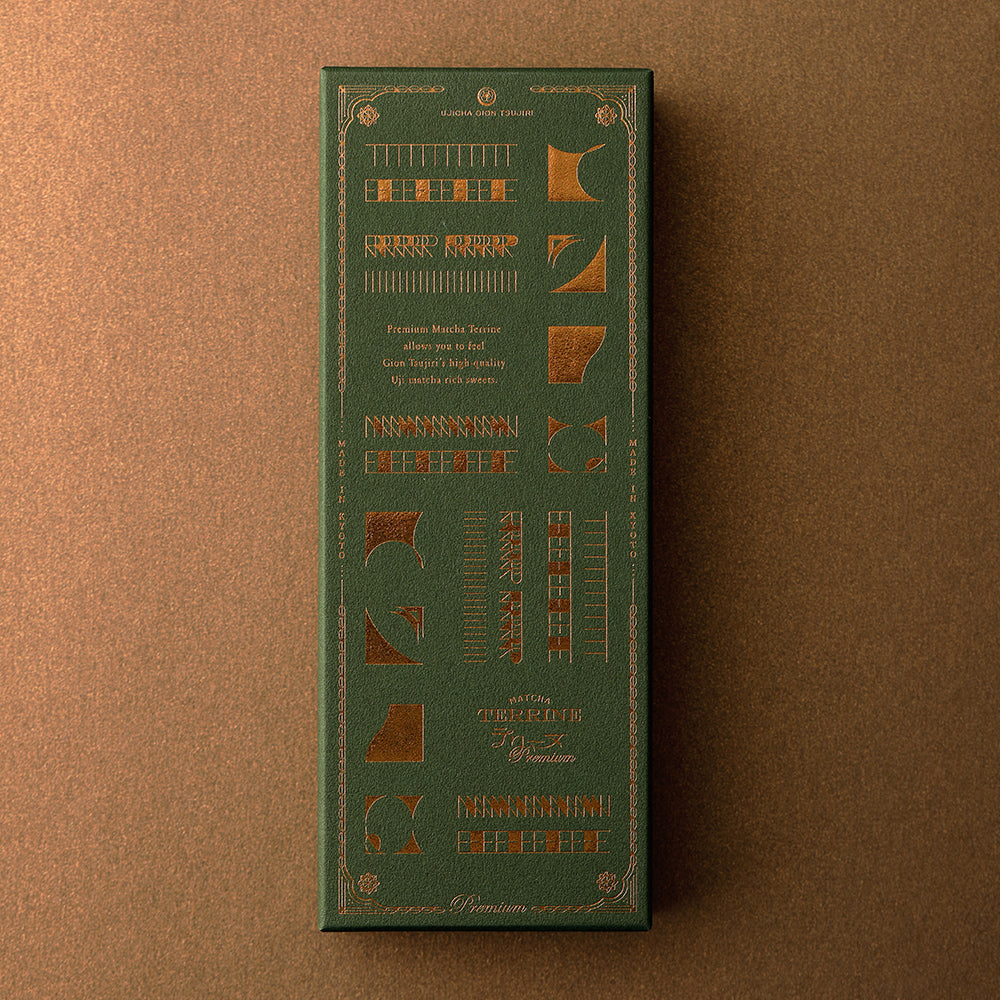 UJICHA GION TSUJIRI
Premium Matcha Terrine
allows you to feel
Gion Tsujiri's high-quality
Uji matcha rich sweets.
MADE IN KYOTO
MADE IN KYOTO
MATCHA
TERRINE
テリーヌ
Premium
Premium